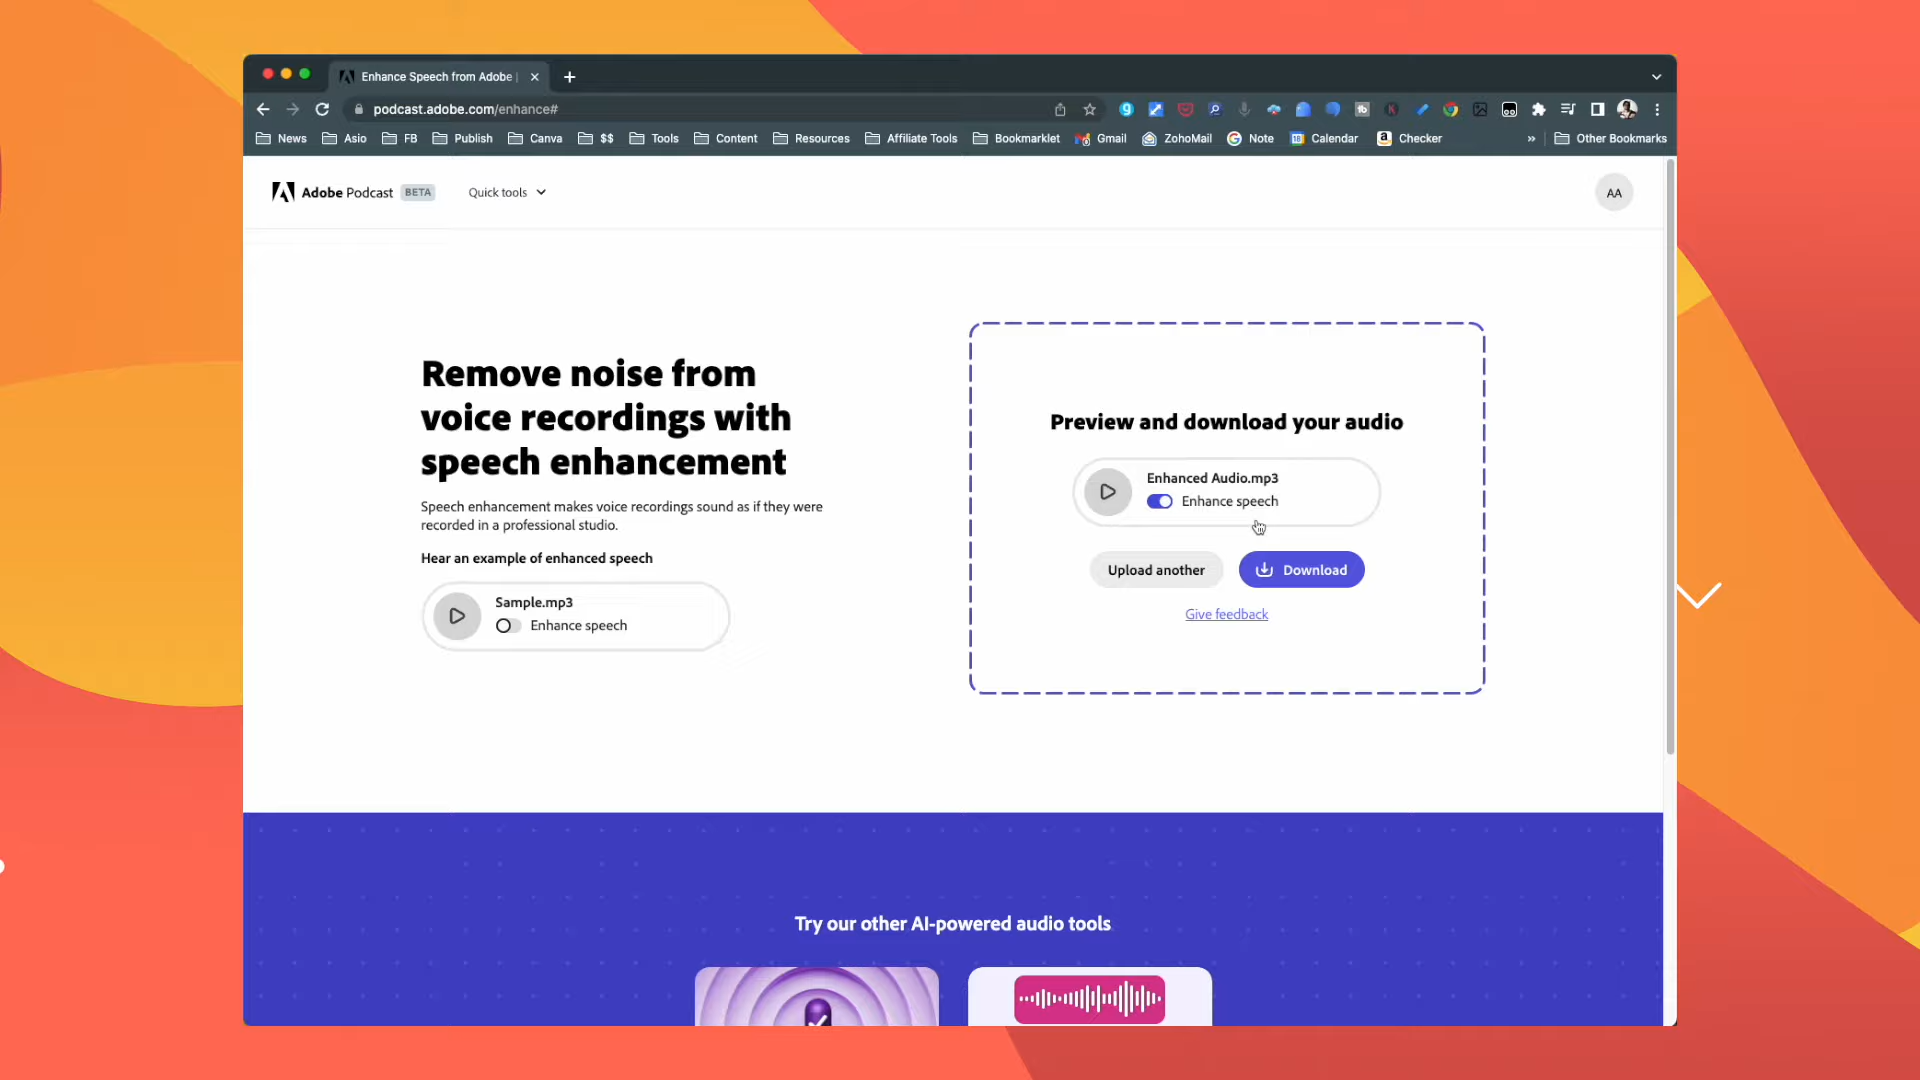 Enhance Speech from Adobe |
podcast.adobe.com/enhance#
News Asio FB Publish Canva $$ Tools Content Resources Affiliate Tools Bookmarklet Gmail ZohoMail Note Calendar Checker » Other Bookmarks
Adobe Podcast BETA Quick tools AA
Remove noise from
voice recordings with
speech enhancement
Speech enhancement makes voice recordings sound as if they were
recorded in a professional studio.
Hear an example of enhanced speech
Sample.mp3
Enhance speech
Preview and download your audio
Enhanced Audio.mp3
Enhance speech
Upload another Download
Give feedback
Try our other AI-powered audio tools